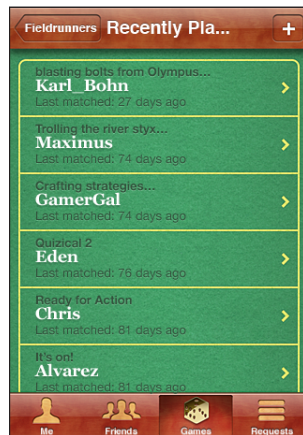 Fieldrunners
Recently Pla...
+
blasting bolts from Olympus...
Karl_Bohn
Last matched: 27 days ago
Trolling the river styx...
Maximus
Last matched: 74 days ago
Crafting strategies...
GamerGal
Last matched: 74 days ago
Quizical 2
Eden
Last matched: 76 days ago
Ready for Action
Chris
Last matched: 81 days ago
It's on!
Alvarez
Last matched: 81 days ago
Me
Friends
Games
Requests